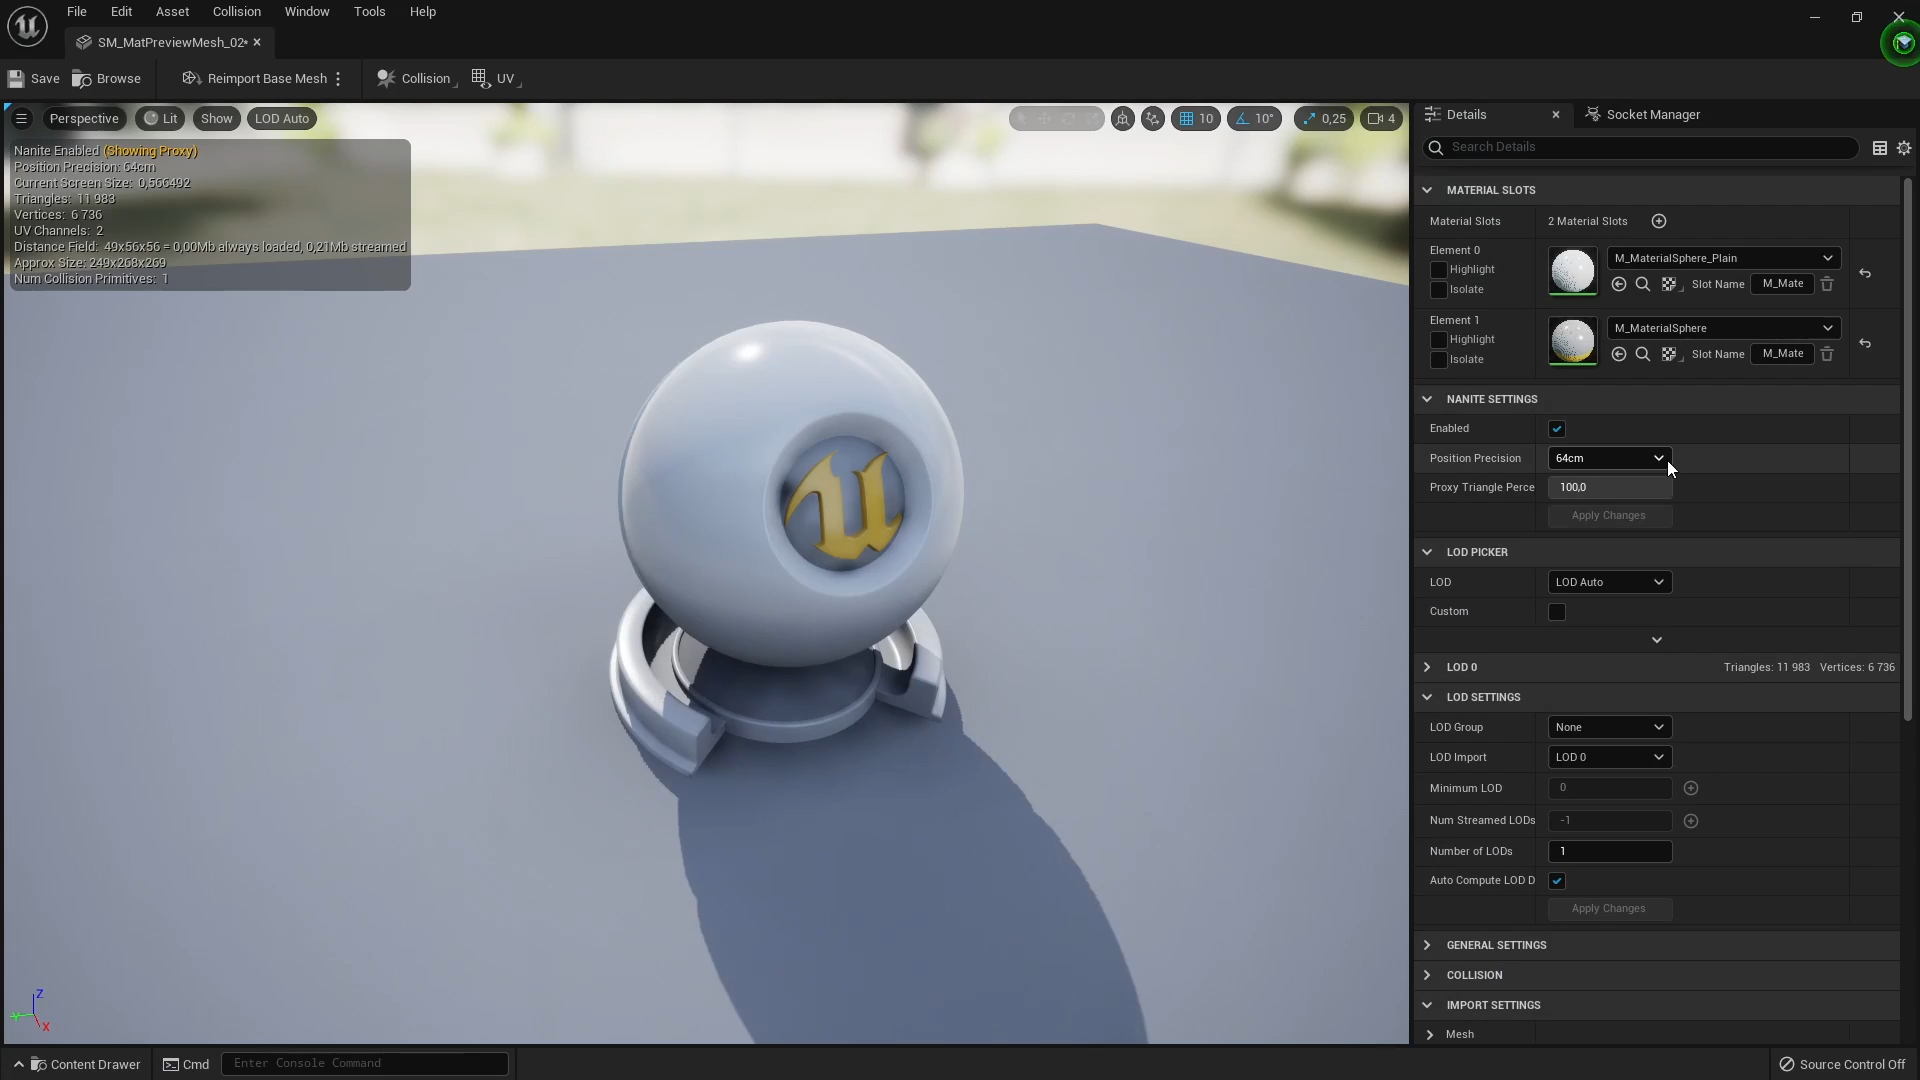 File Edit Asset Collision Window Tools Help
SM_MatPreviewMesh_02*
Save Browse Reimport Base Mesh Collision UV
Perspective Lit Show LOD Auto 10 10° 0,25 4
Nanite Enabled (Showing Proxy)
Position Precision: 64cm
Current Screen Size: 0,566492
Triangles: 11 983
Vertices: 6 736
UV Channels: 2
Distance Field: 49x56x56 = 0,00Mb always loaded, 0,21Mb streamed
Approx Size: 249x268x269
Num Collision Primitives: 1
Z
X
Details Socket Manager
Search Details
MATERIAL SLOTS
Material Slots 2 Material Slots
Element 0
M_MaterialSphere_Plain
Highlight
Isolate
Slot Name M_Mate
Element 1
M_MaterialSphere
Highlight
Isolate
Slot Name M_Mate
NANITE SETTINGS
Enabled
Position Precision 64cm
Proxy Triangle Perce 100,0
Apply Changes
LOD PICKER
LOD LOD Auto
Custom
LOD 0 Triangles: 11 983 Vertices: 6 736
LOD SETTINGS
LOD Group None
LOD Import LOD 0
Minimum LOD 0
Num Streamed LODs -1
Number of LODs 1
Auto Compute LOD D
Apply Changes
GENERAL SETTINGS
COLLISION
IMPORT SETTINGS
Mesh
Content Drawer Cmd Enter Console Command Source Control Off